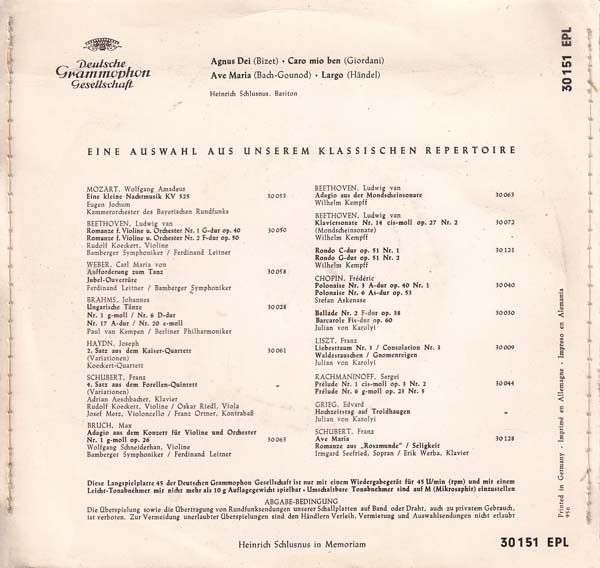 Deutsche
Grammophon
Gesellschaft
Agnus Dei (Bizet) · Caro mio ben (Giordani)
Ave Maria (Bach-Gounod) · Largo (Händel)
Heinrich Schlusnus, Bariton
30151 EPL
EINE AUSWAHL AUS UNSEREM KLASSISCHEN REPERTOIRE
MOZART, Wolfgang Amadeus
Eine kleine Nachtmusik KV 525 30053
Eugen Jochum
Kammerorchester des Bayerischen Rundfunks
BEETHOVEN, Ludwig van
Romanze f. Violine u. Orchester Nr. 1 G-dur op. 40 30050
Romanze f. Violine u. Orchester Nr. 2 F-dur op. 50
Rudolf Koeckert, Violine
Bamberger Symphoniker / Ferdinand Leitner
WEBER, Carl Maria von
Aufforderung zum Tanz 30058
Jubel-Ouvertüre
Ferdinand Leitner / Bamberger Symphoniker
BRAHMS, Johannes
Ungarische Tänze 30028
Nr. 1 g-moll / Nr. 6 D-dur
Nr. 17 A-dur / Nr. 20 e-moll
Paul van Kempen / Berliner Philharmoniker
HAYDN, Joseph
2. Satz aus dem Kaiser-Quartett 30061
(Variationen)
Koeckert-Quartett
SCHUBERT, Franz
4. Satz aus dem Forellen-Quintett "
(Variationen)
Adrian Aeschbacher, Klavier
Rudolf Koeckert, Violine / Oskar Riedl, Viola
Josef Merz, Violoncello / Franz Ortner, Kontrabaß
BRUCH, Max
Adagio aus dem Konzert für Violine und Orchester
Nr. 1 g-moll op. 26 30063
Wolfgang Schneiderhan, Violine
Bamberger Symphoniker / Ferdinand Leitner
BEETHOVEN, Ludwig van
Adagio aus der Mondscheinsonate 30063
Wilhelm Kempff
BEETHOVEN, Ludwig van
Klaviersonate Nr. 14 cis-moll op. 27 Nr. 2 30072
(Mondscheinsonate)
Wilhelm Kempff
Rondo C-dur op. 51 Nr. 1 30121
Rondo G-dur op. 51 Nr. 2
Wilhelm Kempff
CHOPIN, Frédéric
Polonaise Nr. 3 A-dur op. 40 Nr. 1 30040
Polonaise Nr. 6 As-dur op. 53
Stefan Askenase
Ballade Nr. 2 F-dur op. 38 30030
Barcarole Fis-dur op. 60
Julian von Karolyi
LISZT, Franz
Liebestraum Nr. 3 / Consolation Nr. 3 30009
Waldesrauschen / Gnomenreigen
Julian von Karolyi
RACHMANINOFF, Sergei
Prélude Nr. 1 cis-moll op. 3 Nr. 2 30044
Prélude Nr. 6 g-moll op. 23 Nr. 5
GRIEG, Edvard
Hochzeitstag auf Troldhaugen "
Julian von Karolyi
SCHUBERT, Franz
Ave Maria 30128
Romanze aus „Rosamunde" / Seligkeit
Irmgard Seefried, Sopran / Erik Werba, Klavier
Diese Langspielplatte 45 der Deutschen Grammophon Gesellschaft ist nur mit einem Wiedergabegerät für 45 U/min (rpm) und mit einem
Leicht-Tonabnehmer mit nicht mehr als 10 g Auflagegewicht spielbar · Umschaltbare Tonabnehmer sind auf M (Mikrosaphir) einzustellen
ABGABE-BEDINGUNG
Die Überspielung sowie die Übertragung von Rundfunksendungen unserer Schallplatten auf Band oder Draht, auch zu privatem Gebrauch,
ist verboten. Zur Vermeidung unerlaubter Überspielungen sind den Händlern Verleih, Vermietung und Auswahlsendungen nicht erlaubt
Printed in Germany · Imprimé en Allemagne · Impreso en Alemania
956
Heinrich Schlusnus in Memoriam
30151 EPL